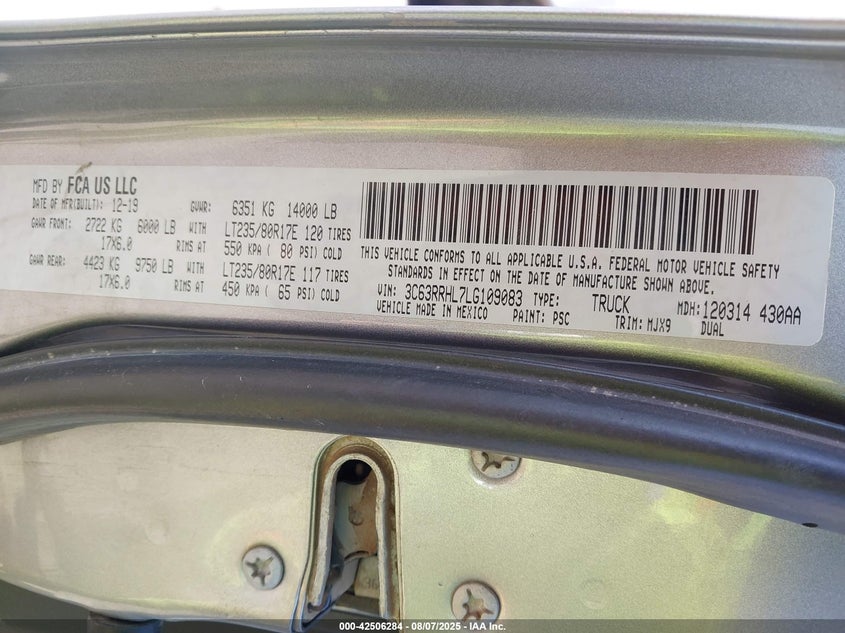 MFD BY FCA US LLC
DATE OF MFR(BUILT): 12-19 GVWR: 6351 KG 14000 LB
GAWR FRONT: 2722 KG 6000 LB WITH LT235/80R17E 120 TIRES
17X6.0 RIMS AT 550 KPA ( 80 PSI) COLD
GAWR REAR: 4423 KG 9750 LB WITH LT235/80R17E 117 TIRES
17X6.0 RIMS AT 450 KPA ( 65 PSI) COLD
THIS VEHICLE CONFORMS TO ALL APPLICABLE U.S.A. FEDERAL MOTOR VEHICLE SAFETY
STANDARDS IN EFFECT ON THE DATE OF MANUFACTURE SHOWN ABOVE.
VIN: 3C63RRHL7LG109083 TYPE: TRUCK MDH:120314 430AA
VEHICLE MADE IN MEXICO PAINT: PSC TRIM: MJX9 DUAL
000-42506284 - 08/07/2025 - IAA Inc.